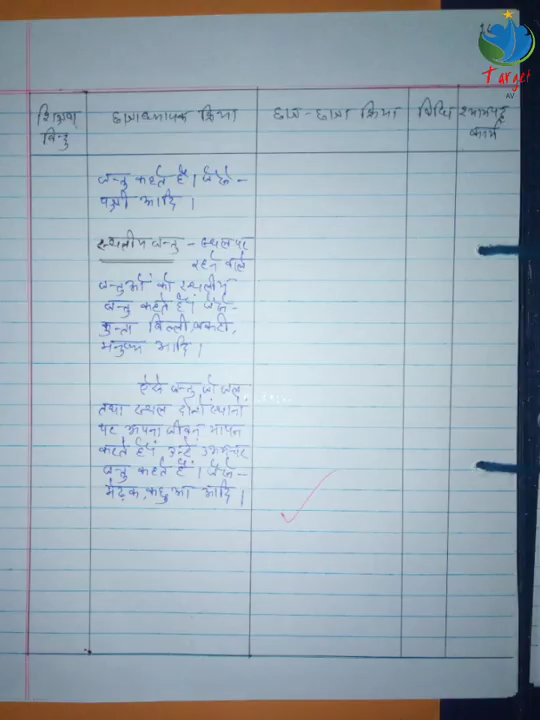 Target
AV
शिक्षण छात्राध्यापक क्रिया छात्र-छात्रा क्रिया विधि श्यामपट्ट
बिन्दु कार्य
जन्तु कहते हैं। जैसे-
पक्षी आदि।
स्थलीय जन्तु - स्थल पर
रहने वाले
जन्तुओं को स्थलीय
जन्तु कहते हैं। जैसे-
कुत्ता बिल्ली, बकरी,
मनुष्य आदि।
ऐसे जन्तु जो जल
तथा स्थल दोनों स्थानों
पर अपना जीवन यापन
करते हैं। उन्हें उभयचर
जन्तु कहते हैं। जैसे-
मेंढ़क, कछुआ आदि।